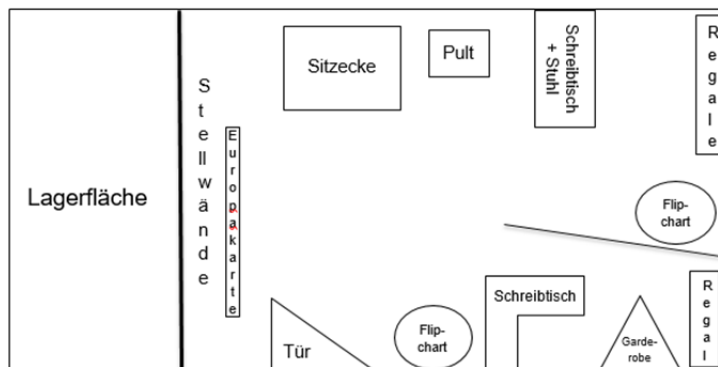 Lagerfläche
Stellwände
Europakarte
Sitzecke
Pult
Schreibtisch
+ Stuhl
Regale
Flip-
chart
Schreibtisch
Tür
Flip-
chart
Garde-
robe
Regal